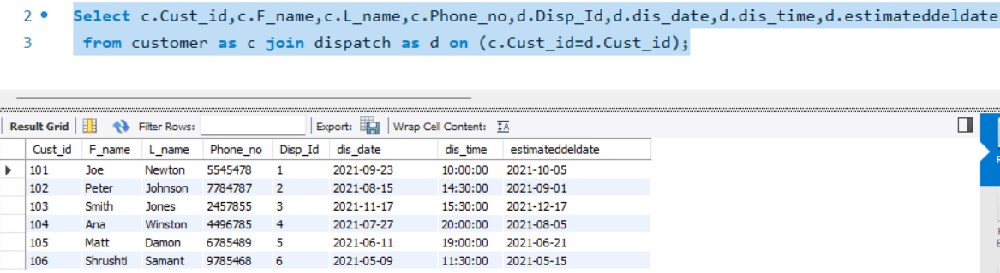 2 Select c.Cust_id,c.F_name,c.L_name,c.Phone_no,d.Disp_Id,d.dis_date,d.dis_time,d.estimateddeldate
3 from customer as c join dispatch as d on (c.Cust_id=d.Cust_id);
Result Grid Filter Rows: Export: Wrap Cell Content: IA
Cust_id F_name L_name Phone_no Disp_Id dis_date dis_time estimateddeldate
101 Joe Newton 5545478 1 2021-09-23 10:00:00 2021-10-05
102 Peter Johnson 7784787 2 2021-08-15 14:30:00 2021-09-01
103 Smith Jones 2457855 3 2021-11-17 15:30:00 2021-12-17
104 Ana Winston 4496785 4 2021-07-27 20:00:00 2021-08-05
105 Matt Damon 6785489 5 2021-06-11 19:00:00 2021-06-21
106 Shrushti Samant 9785468 6 2021-05-09 11:30:00 2021-05-15